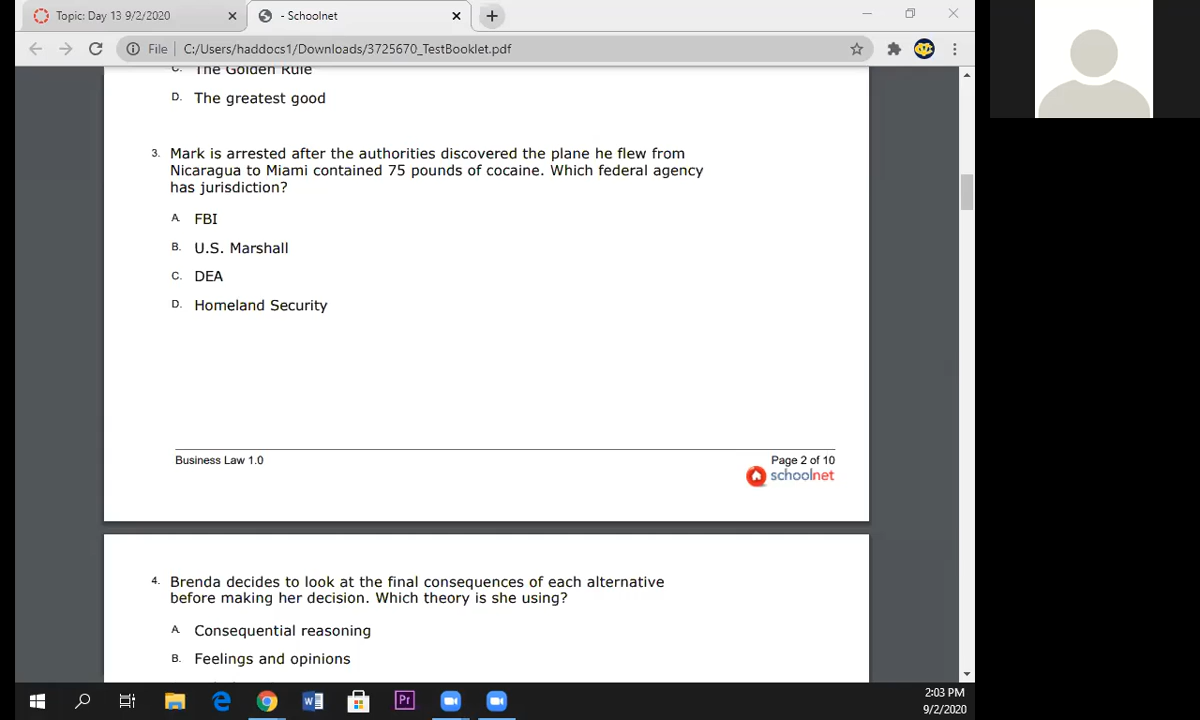 Topic: Day 13 9/2/2020
- Schoolnet
File
C:/Users/haddocs1/Downloads/3725670_TestBooklet.pdf
C. The Golden Rule
D. The greatest good
3. Mark is arrested after the authorities discovered the plane he flew from
Nicaragua to Miami contained 75 pounds of cocaine. Which federal agency
has jurisdiction?
A. FBI
B. U.S. Marshall
C. DEA
D. Homeland Security
Business Law 1.0
Page 2 of 10
schoolnet
4. Brenda decides to look at the final consequences of each alternative
before making her decision. Which theory is she using?
A. Consequential reasoning
B. Feelings and opinions
Pr
2:03 PM
9/2/2020